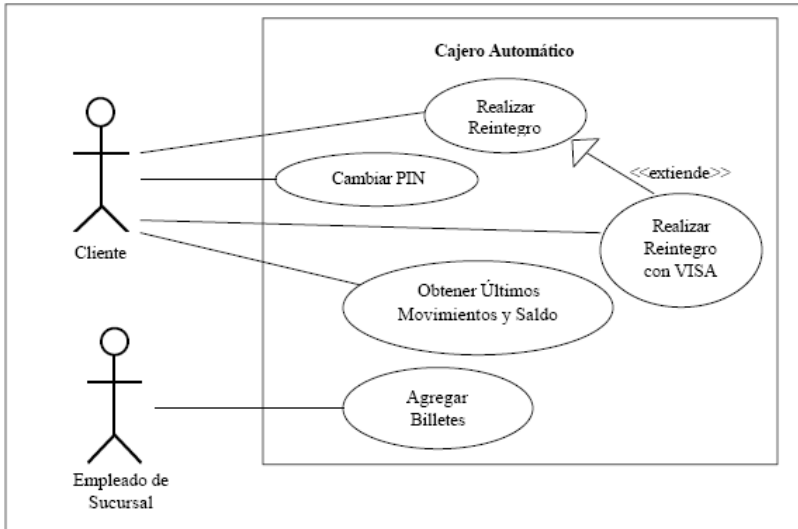 Cajero Automático
Realizar
Reintegro
Cambiar PIN
<<extiende>>
Realizar
Reintegro
con VISA
Cliente
Obtener Últimos
Movimientos y Saldo
Agregar
Billetes
Empleado de
Sucursal